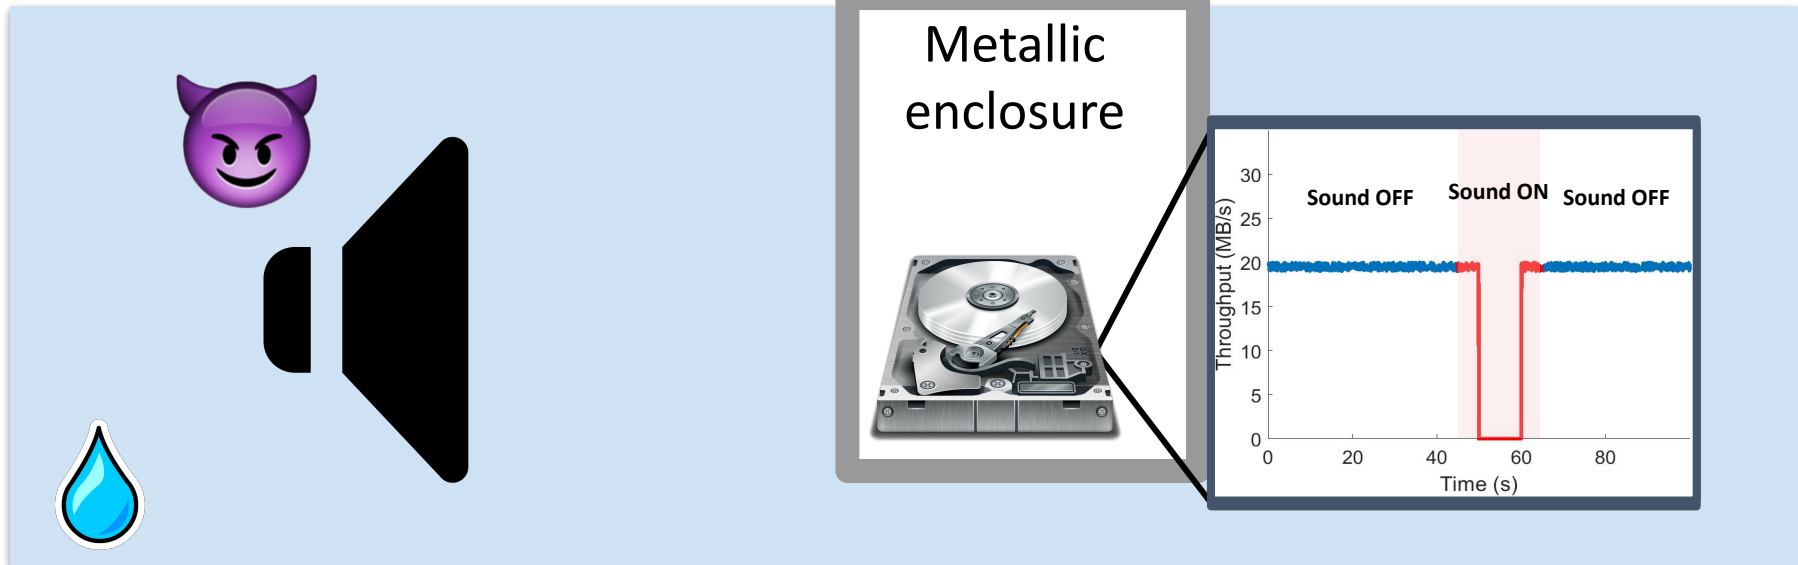 Metallic
enclosure
Sound OFF
Sound ON
Sound OFF
Throughput (MB/s)
30
25
20
15
10
5
0
0
20
40
60
80
Time (s)